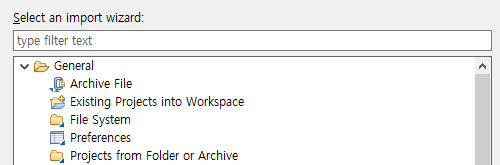 Select an import wizard:
type filter text
General
Archive File
Existing Projects into Workspace
File System
Preferences
Projects from Folder or Archive